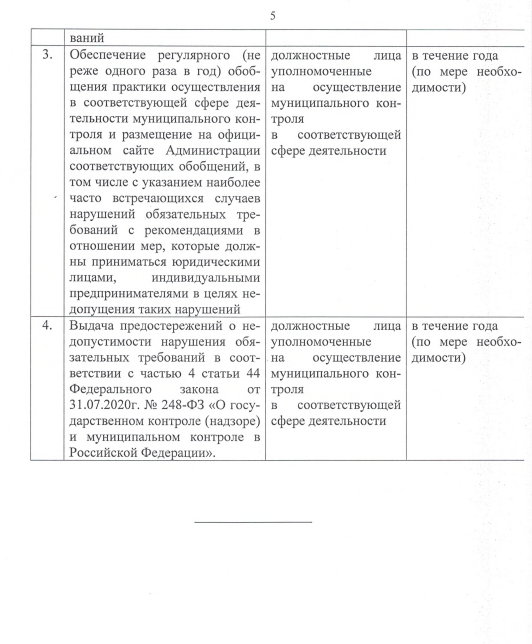 5
ваний
3.
Обеспечение регулярного (не
реже одного раза в год) обоб-
щения практики осуществления
в соответствующей сфере дея-
тельности муниципального кон-
троля и размещение на офици-
альном сайте Администрации
соответствующих обобщений, в
том числе с указанием наиболее
часто встречающихся случаев
нарушений обязательных тре-
бований с рекомендациями в
отношении мер, которые долж-
ны приниматься юридическими
лицами, индивидуальными
предпринимателями в целях не-
допущения таких нарушений
должностные лица
уполномоченные
на осуществление
муниципального кон-
троля
в соответствующей
сфере деятельности
в течение года
(по мере необхо-
димости)
4.
Выдача предостережений о не-
допустимости нарушения обя-
зательных требований в соот-
ветствии с частью 4 статьи 44
Федерального закона от
31.07.2020г. № 248-ФЗ «О госу-
дарственном контроле (надзоре)
и муниципальном контроле в
Российской Федерации».
должностные лица
уполномоченные
на осуществление
муниципального кон-
троля
в соответствующей
сфере деятельности
в течение года
(по мере необхо-
димости)